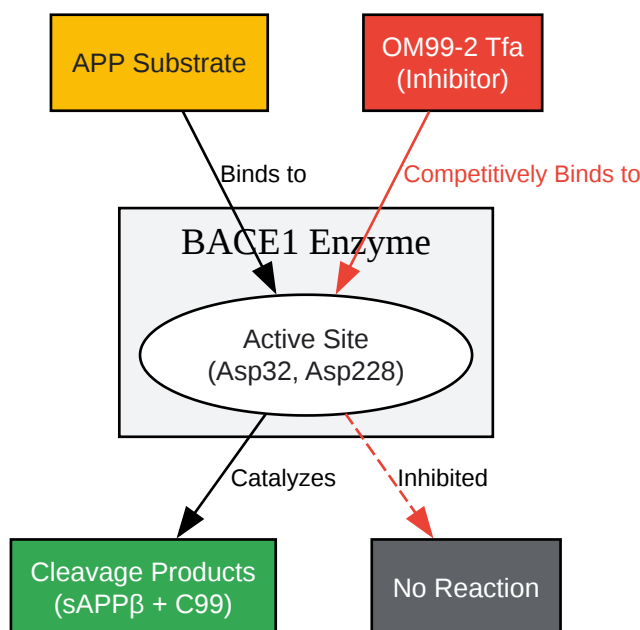 APP Substrate
OM99-2 Tfa
(Inhibitor)
Binds to
Competitively Binds to
BACE1 Enzyme
Active Site
(Asp32, Asp228)
Catalyzes
Inhibited
Cleavage Products
(sAPPβ + C99)
No Reaction